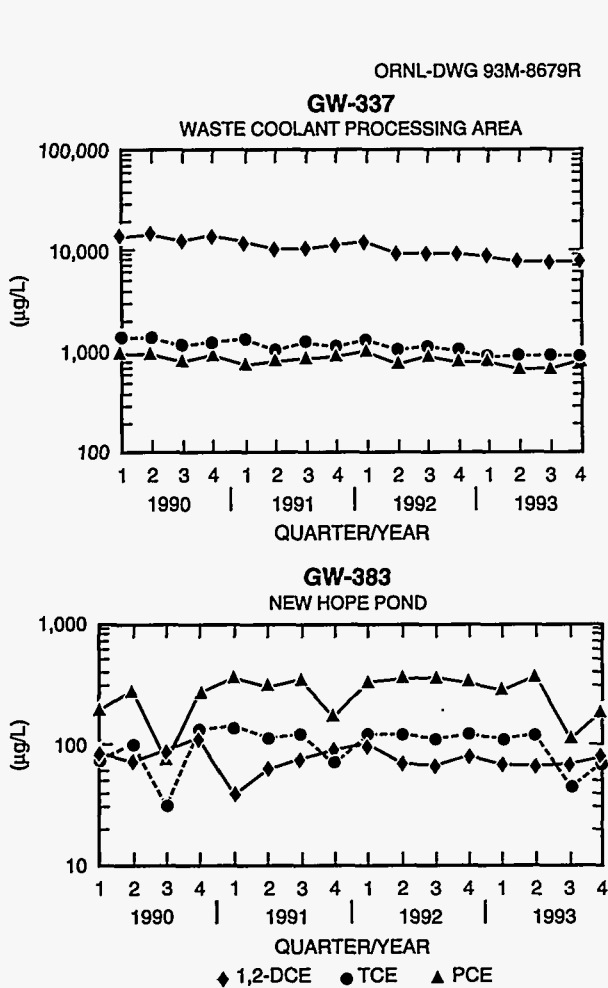 ORNL-DWG 93M-8679R
GW-337
WASTE COOLANT PROCESSING AREA
100,000
10,000
1,000
100
(µg/L)
1 2 3 4 1 2 3 4 1 2 3 4 1 2 3 4
1990 | 1991 | 1992 | 1993
QUARTER/YEAR
GW-383
NEW HOPE POND
1,000
100
10
(µg/L)
1 2 3 4 1 2 3 4 1 2 3 4 1 2 3 4
1990 | 1991 | 1992 | 1993
QUARTER/YEAR
♦ 1,2-DCE ● TCE ▲ PCE